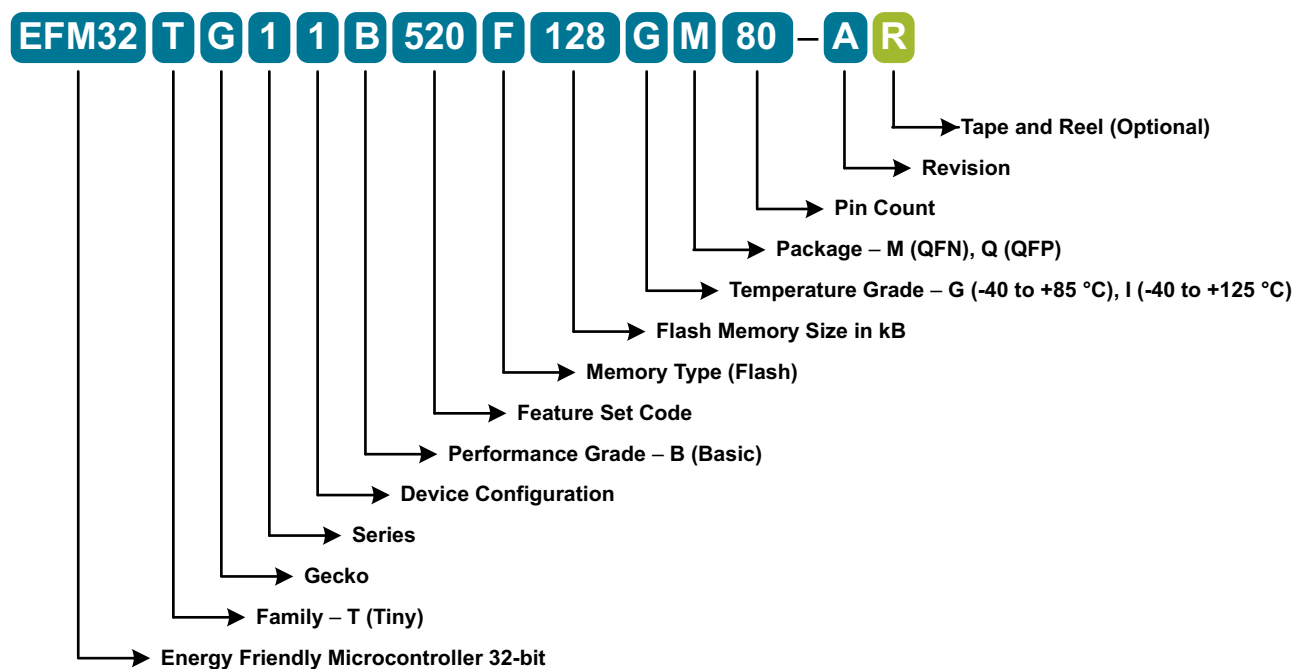 EFM32 T G 1 1 B 520 F 128 G M 80 – A R
Tape and Reel (Optional)
Revision
Pin Count
Package – M (QFN), Q (QFP)
Temperature Grade – G (-40 to +85 °C), I (-40 to +125 °C)
Flash Memory Size in kB
Memory Type (Flash)
Feature Set Code
Performance Grade – B (Basic)
Device Configuration
Series
Gecko
Family – T (Tiny)
Energy Friendly Microcontroller 32-bit